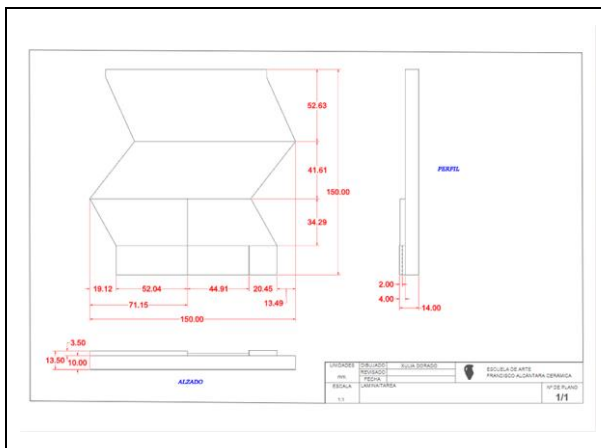 52.63
41.61
150.00
34.29
PERFIL
19.12 52.04 44.91 20.45
13.49
71.15
150.00
2.00
4.00
14.00
3.50
13.50 10.00
ALZADO
UNIDADES DIBUJADO XULIA DORADO ESCUELA DE ARTE
REVISADO FRANCISCO ALCANTARA CERAMICA
mm FECHA
ESCALA LAMINA/TAREA Nº DE PLANO
1:1 1/1